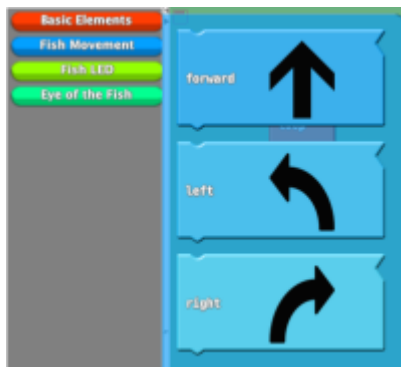 Basic Elements
Fish Movement
Fish LED
Eye of the Fish
forward
left
right